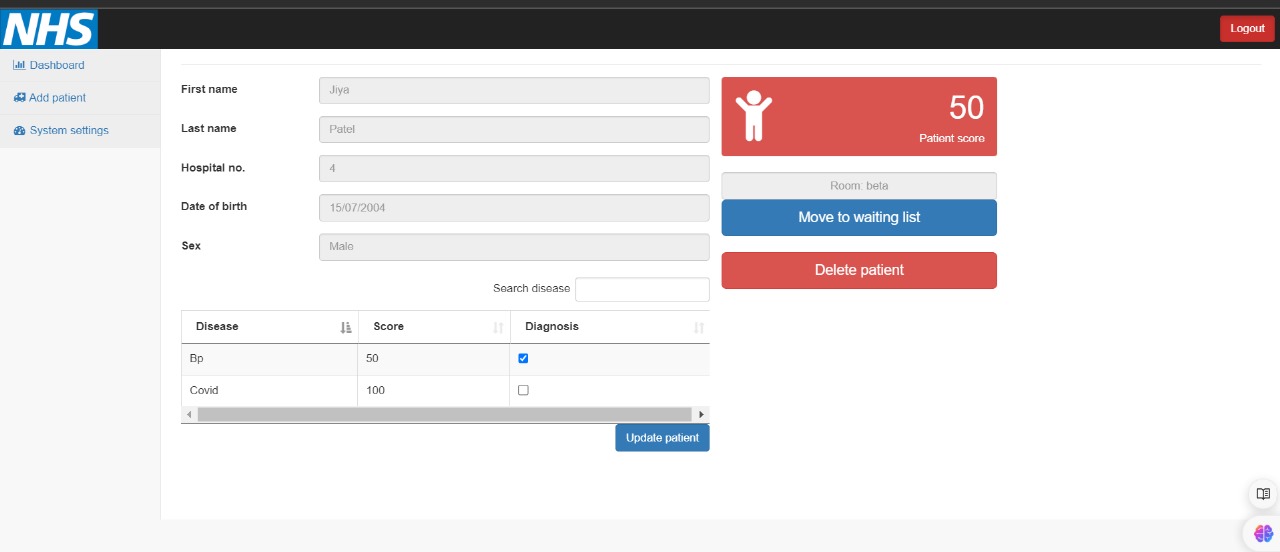 NHS
Logout
Dashboard
Add patient
System settings
First name Jiya
Last name Patel
Hospital no. 4
Date of birth 15/07/2004
Sex Male
50
Patient score
Room: beta
Move to waiting list
Delete patient
Search disease
Disease Score Diagnosis
Bp 50
Covid 100
Update patient